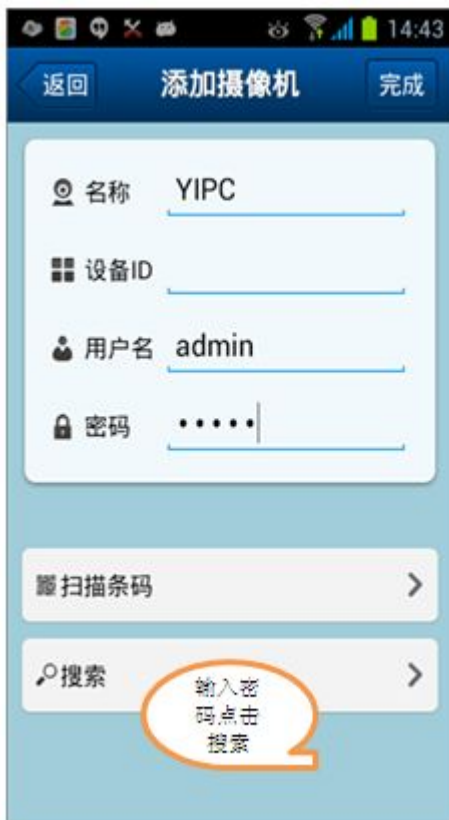 14:43
返回 添加摄像机 完成
名称 YIPC
设备ID
用户名 admin
密码 •••••
扫描条码
搜索
输入密
码点击
搜索